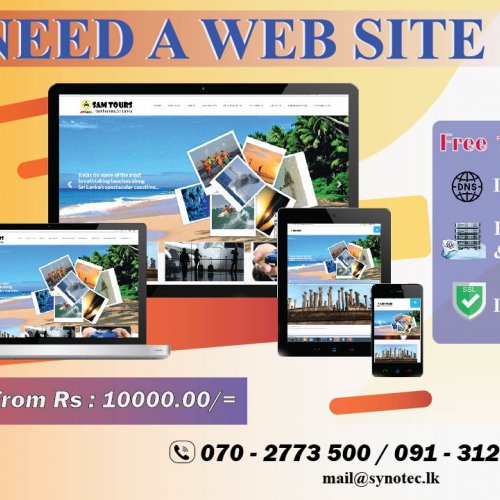 NEED A WEB SITE
SAM TOURS
Relax on some of the most
breathtaking beaches along
Sri Lanka's spectacular coastline...
Free
DNS
&
SSL
From Rs : 10000.00/=
070 - 2773 500 / 091 - 312
mail@synotec.lk